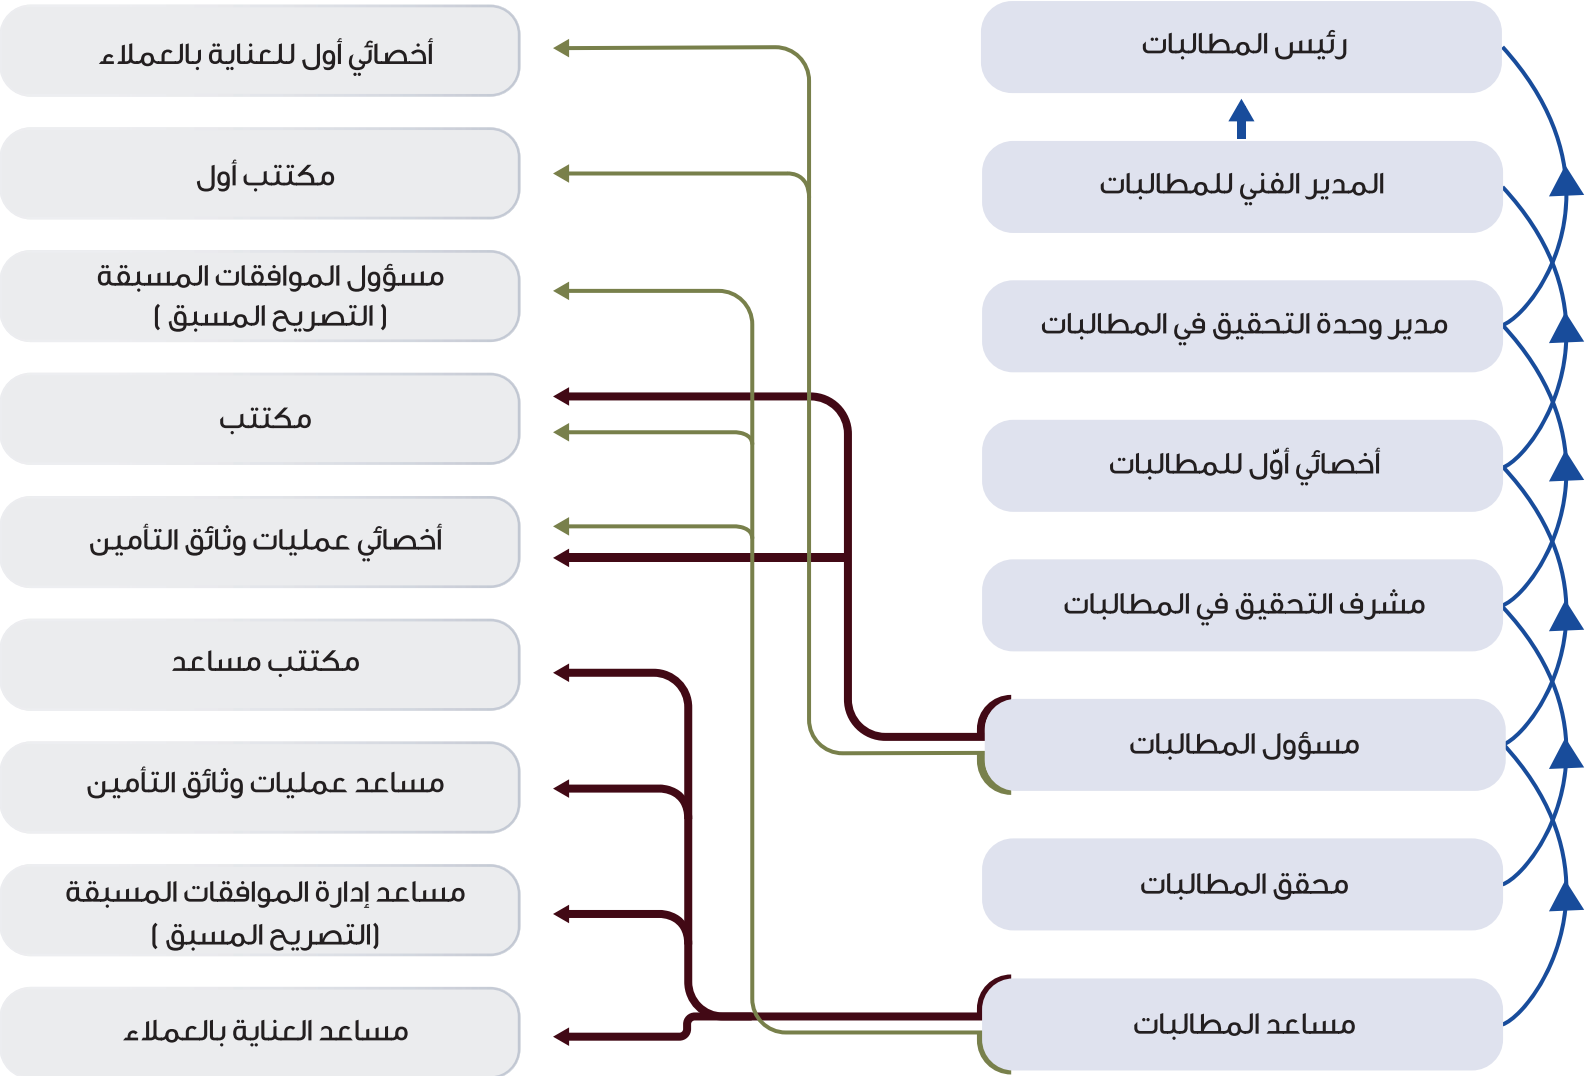 رئيس المطالبات
المدير الفني للمطالبات
مدير وحدة التحقيق في المطالبات
أخصائي أوّل للمطالبات
مشرف التحقيق في المطالبات
مسؤول المطالبات
محقق المطالبات
مساعد المطالبات
أخصائي أول للعناية بالعملاء
مكتتب أول
مسؤول الموافقات المسبقة
( التصريح المسبق )
مكتتب
أخصائي عمليات وثائق التأمين
مكتتب مساعد
مساعد عمليات وثائق التأمين
مساعد إدارة الموافقات المسبقة
(التصريح المسبق )
مساعد العناية بالعملاء